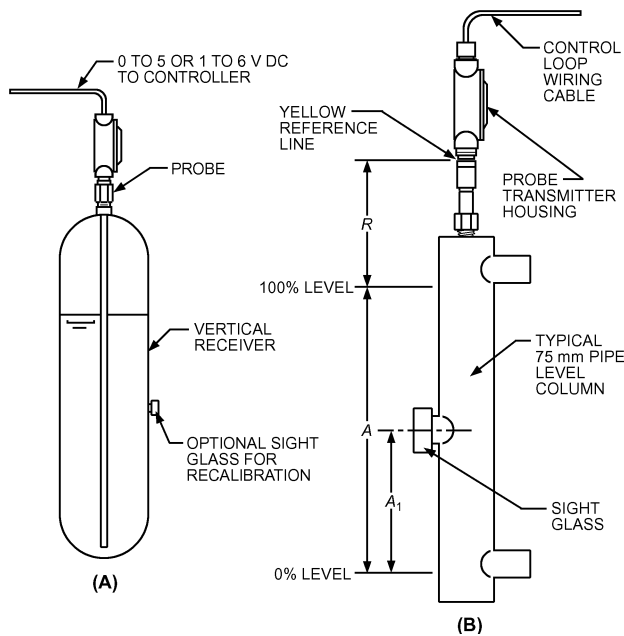 0 TO 5 OR 1 TO 6 V DC
TO CONTROLLER
PROBE
VERTICAL
RECEIVER
OPTIONAL SIGHT
GLASS FOR
RECALIBRATION
(A)
CONTROL
LOOP
WIRING
CABLE
YELLOW
REFERENCE
LINE
PROBE
TRANSMITTER
HOUSING
R
100% LEVEL
TYPICAL
75 mm PIPE
LEVEL
COLUMN
A
A1
SIGHT
GLASS
0% LEVEL
(B)